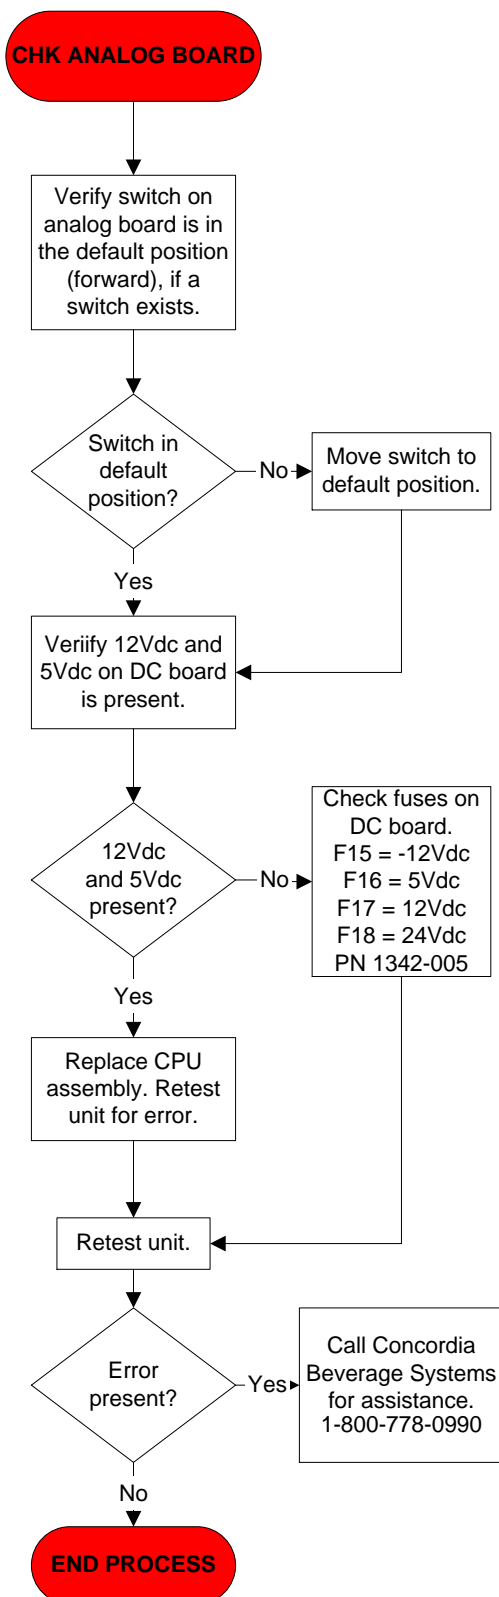 CHK ANALOG BOARD
Verify switch on
analog board is in
the default position
(forward), if a
switch exists.
Switch in
default
position?
No
Move switch to
default position.
Yes
Veriify 12Vdc and
5Vdc on DC board
is present.
12Vdc
and 5Vdc
present?
No
Check fuses on
DC board.
F15 = -12Vdc
F16 = 5Vdc
F17 = 12Vdc
F18 = 24Vdc
PN 1342-005
Yes
Replace CPU
assembly. Retest
unit for error.
Retest unit.
Error
present?
Yes
Call Concordia
Beverage Systems
for assistance.
1-800-778-0990
No
END PROCESS